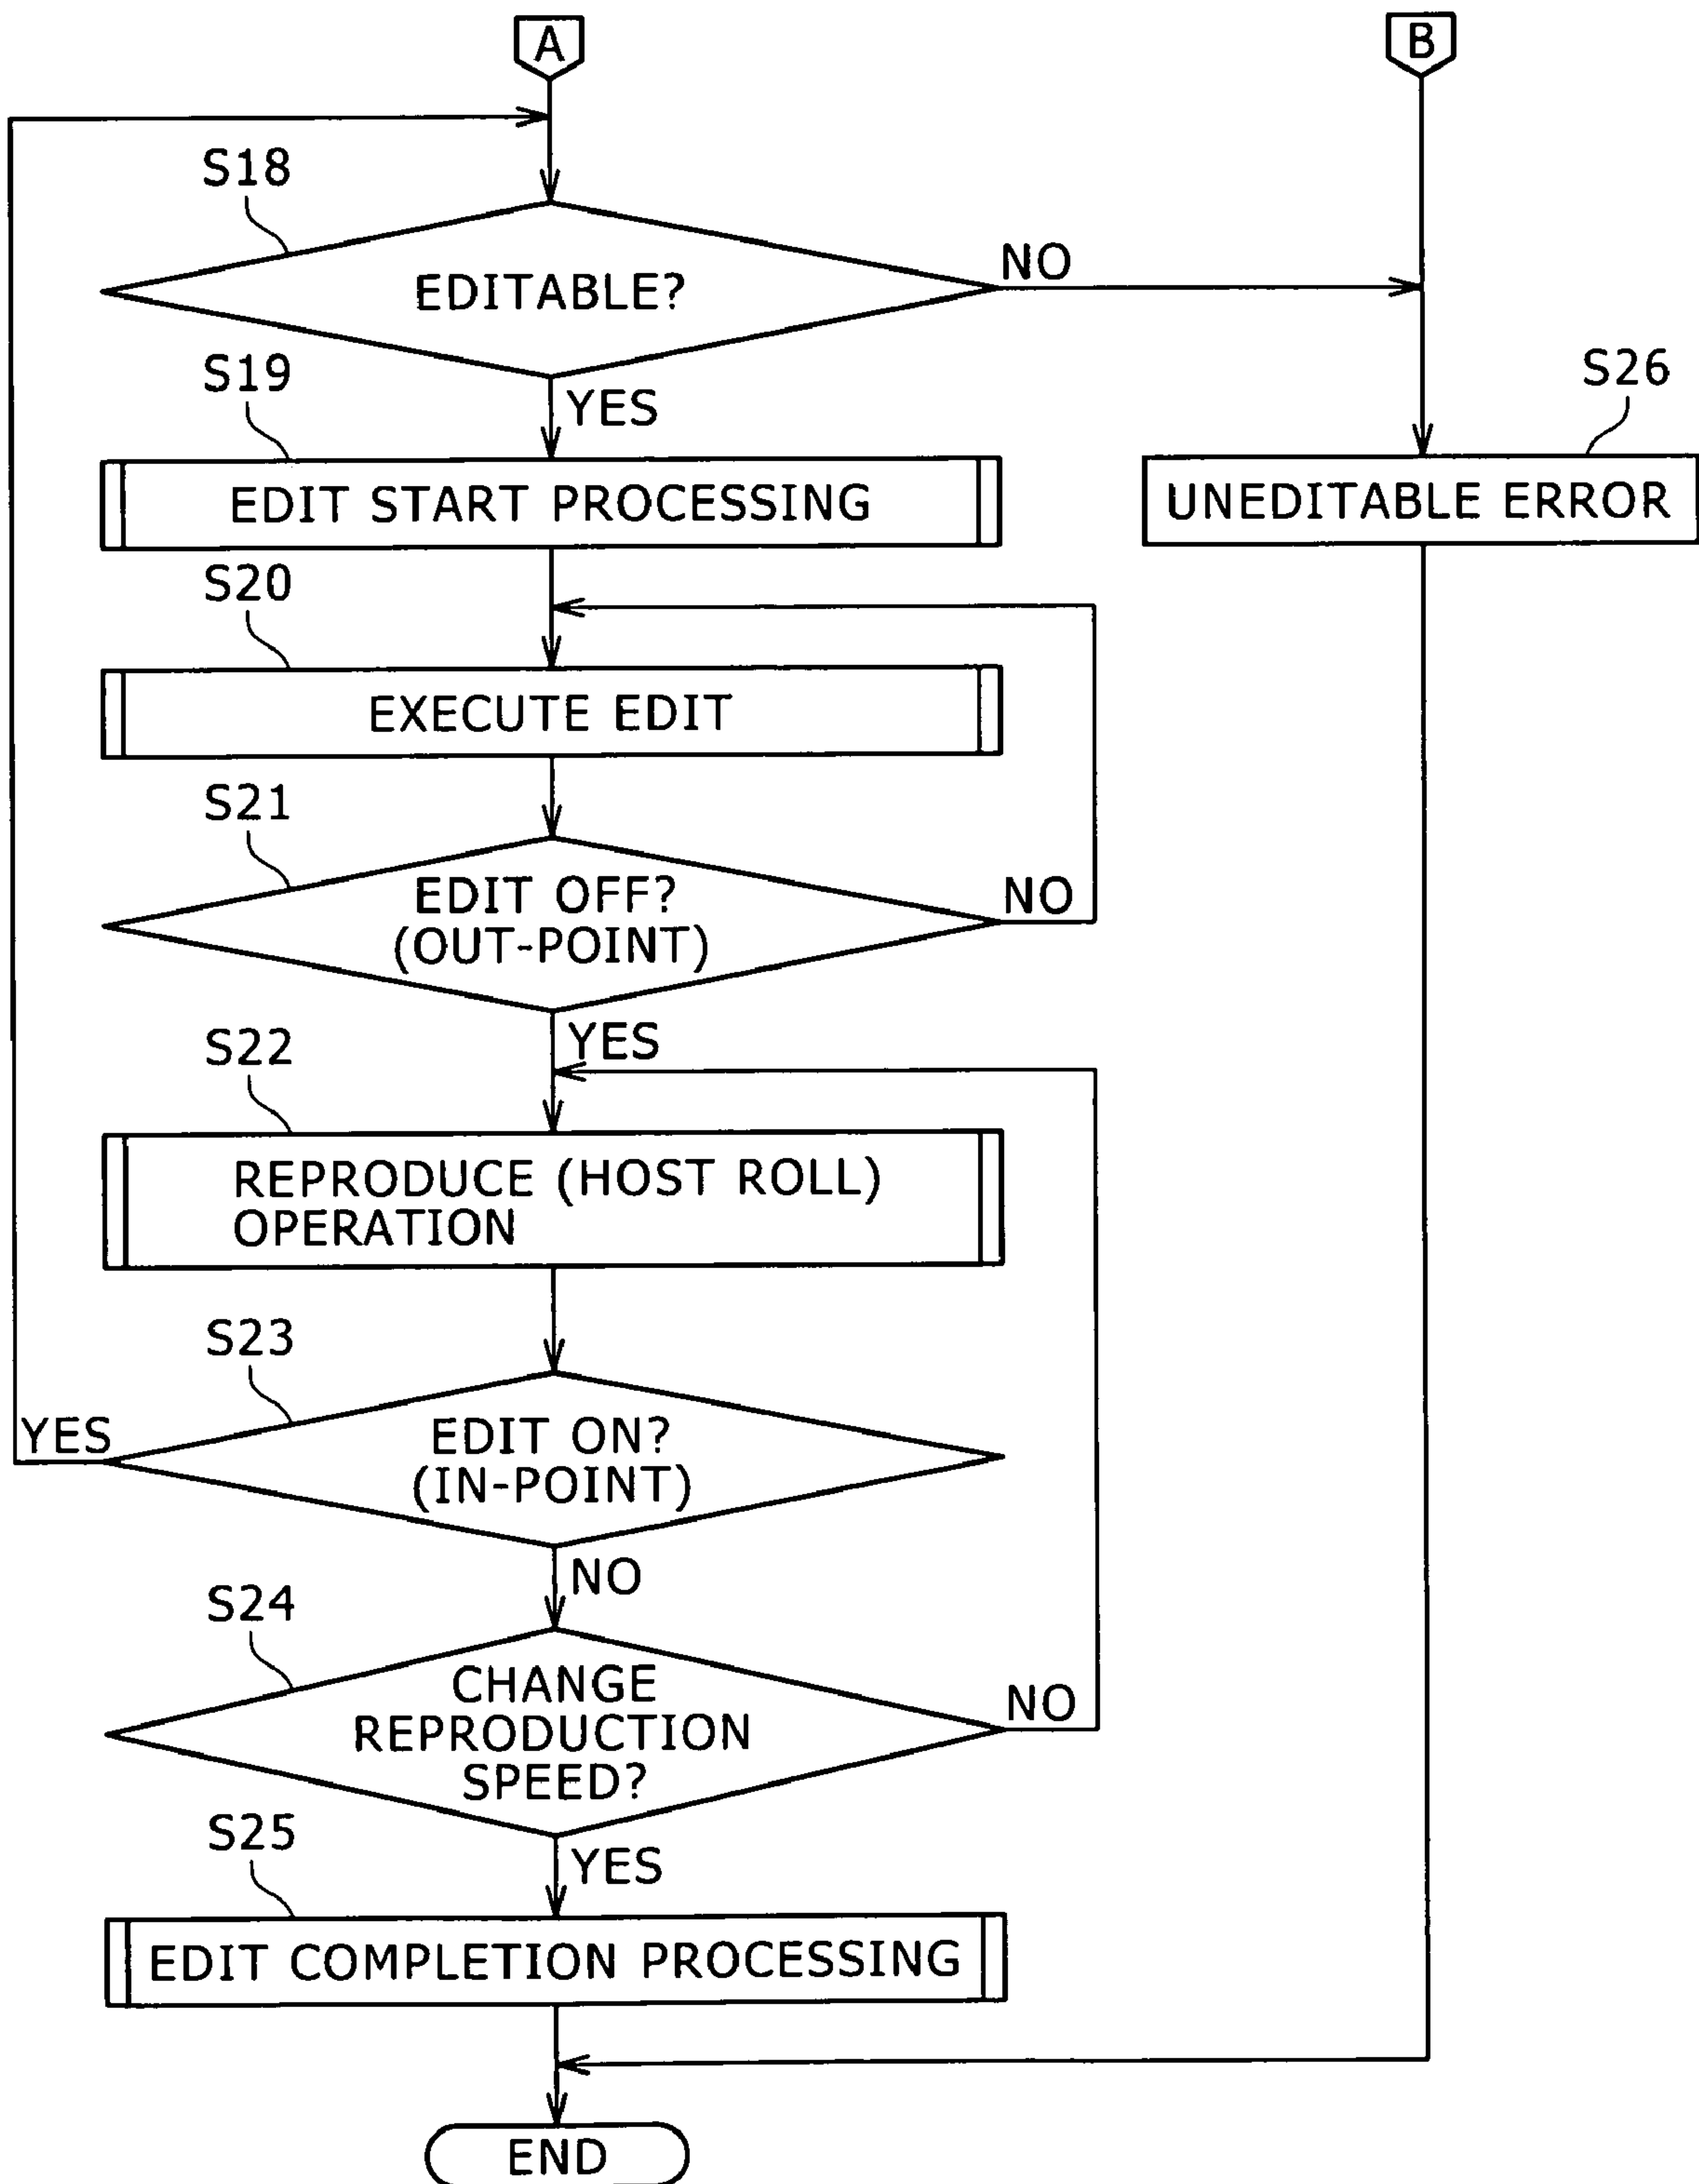 A
B
S18
EDITABLE?
NO
S19
YES
S26
EDIT START PROCESSING
UNEDITABLE ERROR
S20
EXECUTE EDIT
S21
EDIT OFF?
(OUT-POINT)
NO
YES
S22
REPRODUCE (HOST ROLL)
OPERATION
S23
EDIT ON?
(IN-POINT)
YES
NO
S24
CHANGE
REPRODUCTION
SPEED?
NO
S25
YES
EDIT COMPLETION PROCESSING
END